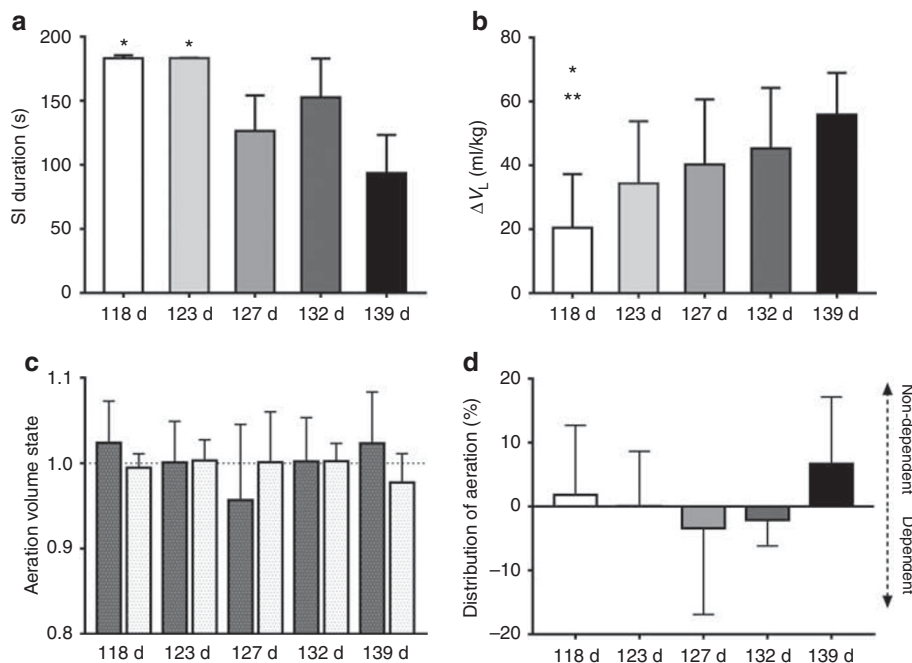 a
200
150
100
50
0
SI duration (s)
* *
118 d 123 d 127 d 132 d 139 d
b
80
60
40
20
0
ΔVL (ml/kg)
*
**
118 d 123 d 127 d 132 d 139 d
c
1.1
1.0
0.9
0.8
Aeration volume state
118 d 123 d 127 d 132 d 139 d
d
20
10
0
–10
–20
Distribution of aeration (%)
Non-dependent
Dependent
118 d 123 d 127 d 132 d 139 d